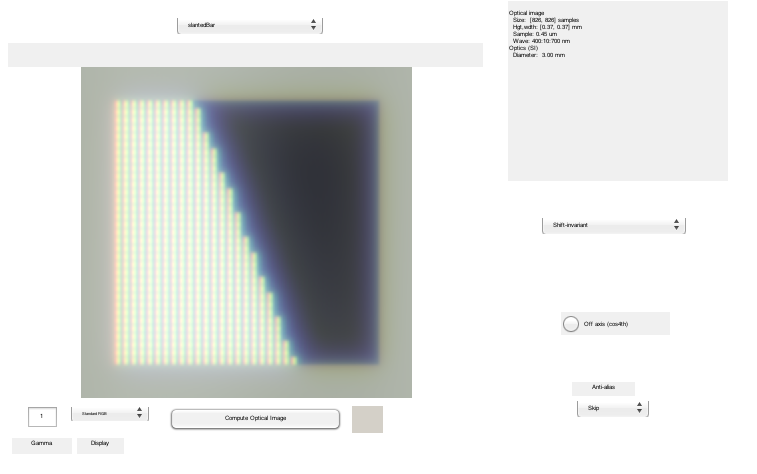 slantedBar
Optical image
Size: [826, 826] samples
Hgt,wdth: [0.37, 0.37] mm
Sample: 0.45 um
Wave: 400:10:700 nm
Optics (SI)
Diameter: 3.00 mm
Shift-invariant
Off axis (cos4th)
Anti-alias
Skip
1
Standard RGB
Compute Optical Image
Gamma
Display